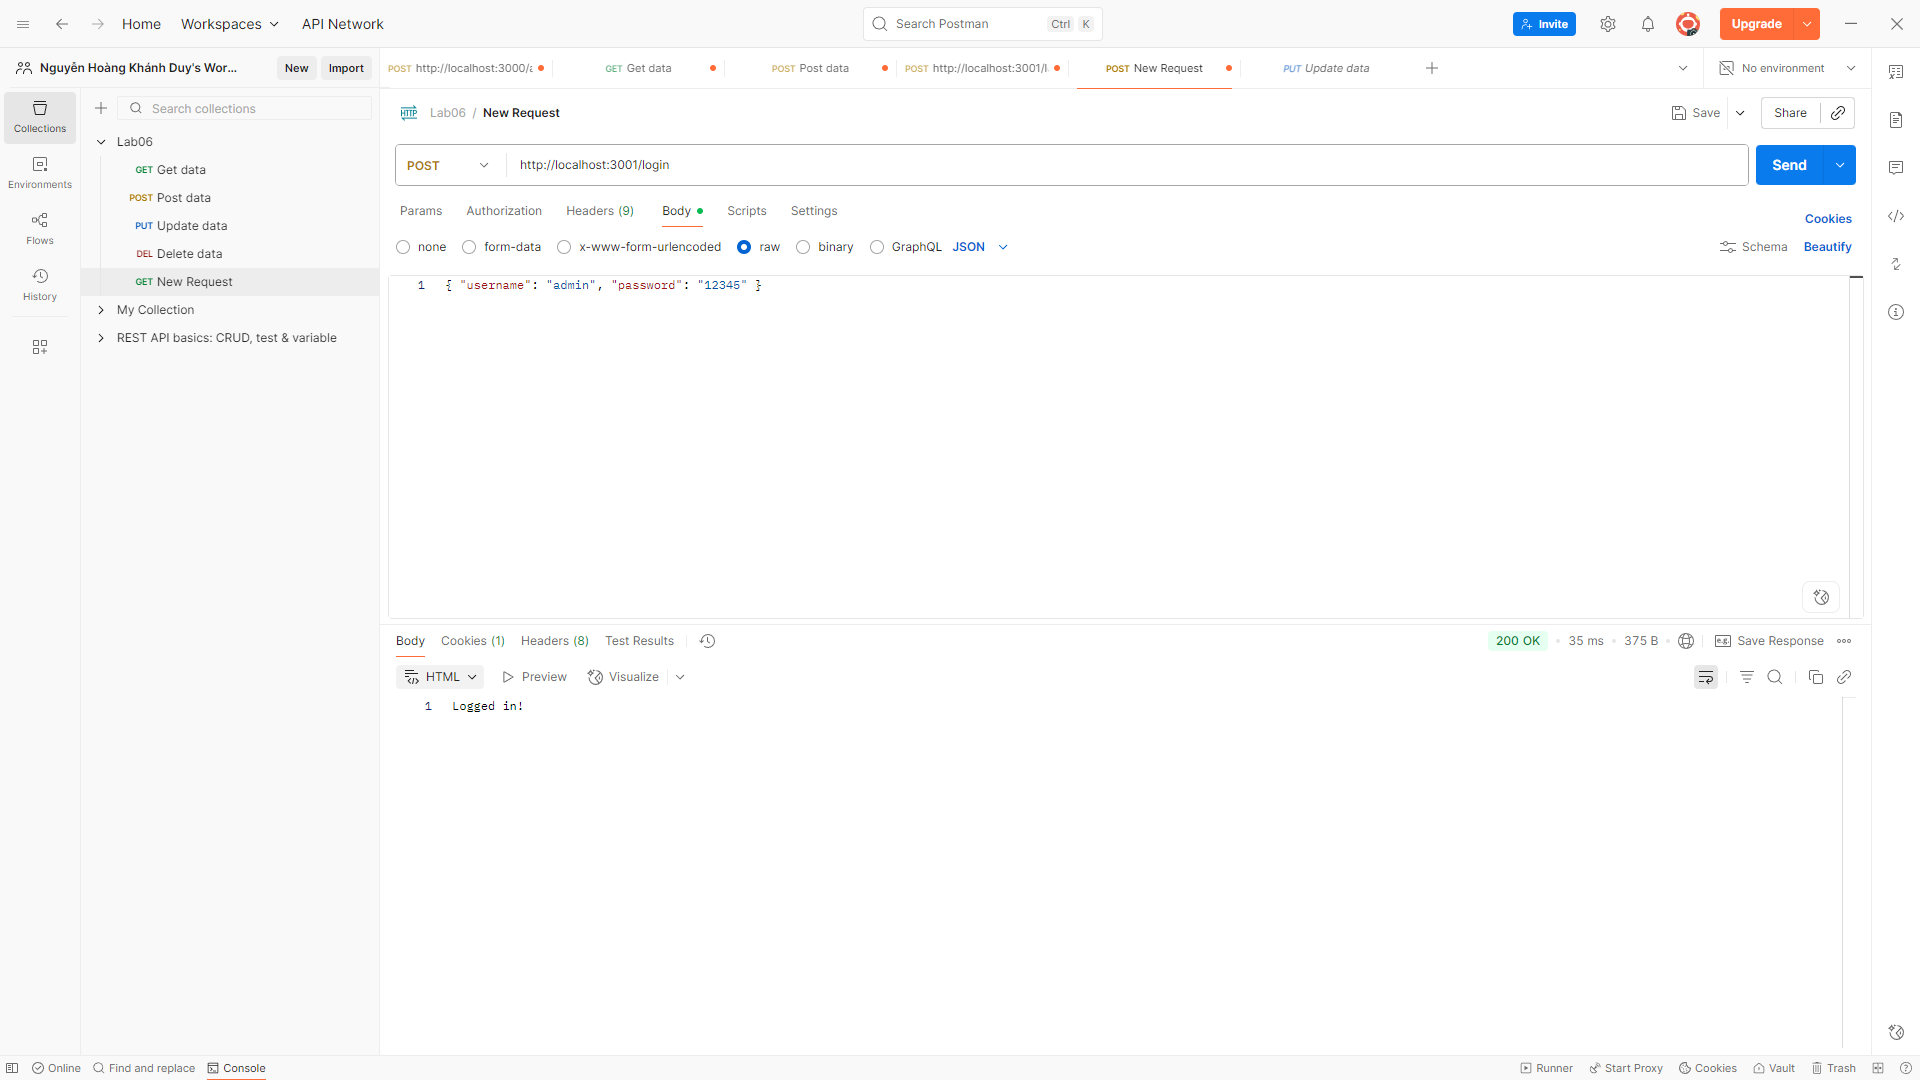 Home Workspaces API Network
Search Postman Ctrl K
Invite Upgrade
Nguyễn Hoàng Khánh Duy's Wor... New Import
POST http://localhost:3000/
GET Get data
POST Post data
POST http://localhost:3001/l
POST New Request
PUT Update data
No environment
Collections
Environments
Flows
History
Search collections
Lab06
GET Get data
POST Post data
PUT Update data
DEL Delete data
GET New Request
My Collection
REST API basics: CRUD, test & variable
HTTP Lab06 / New Request
Save Share
POST http://localhost:3001/login Send
Params Authorization Headers (9) Body Scripts Settings Cookies
none form-data x-www-form-urlencoded raw binary GraphQL JSON Schema Beautify
1 { "username": "admin", "password": "12345" }
Body Cookies (1) Headers (8) Test Results 200 OK 35 ms 375 B e.g. Save Response
HTML Preview Visualize
1 Logged in!
Online Find and replace Console Runner Start Proxy Cookies Vault Trash